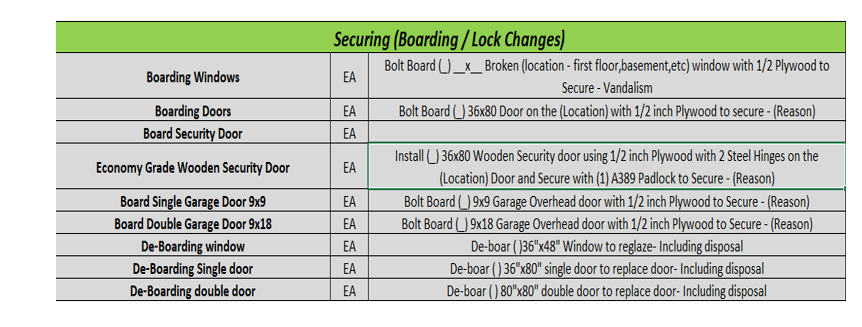 Securing (Boarding / Lock Changes)
Boarding Windows EA Bolt Board (_) __x__ Broken (location - first floor,basement,etc) window with 1/2 Plywood to
Secure - Vandalism
Boarding Doors EA Bolt Board (_) 36x80 Door on the (Location) with 1/2 inch Plywood to secure - (Reason)
Board Security Door EA
Economy Grade Wooden Security Door EA Install (_) 36x80 Wooden Security door using 1/2 inch Plywood with 2 Steel Hinges on the
(Location) Door and Secure with (1) A389 Padlock to Secure - (Reason)
Board Single Garage Door 9x9 EA Bolt Board (_) 9x9 Garage Overhead door with 1/2 inch Plywood to Secure - (Reason)
Board Double Garage Door 9x18 EA Bolt Board (_) 9x18 Garage Overhead door with 1/2 inch Plywood to Secure - (Reason)
De-Boarding window EA De-boar ( )36"x48" Window to reglaze- Including disposal
De-Boarding Single door EA De-boar ( ) 36"x80" single door to replace door- Including disposal
De-Boarding double door EA De-boar ( ) 80"x80" double door to replace door- Including disposal